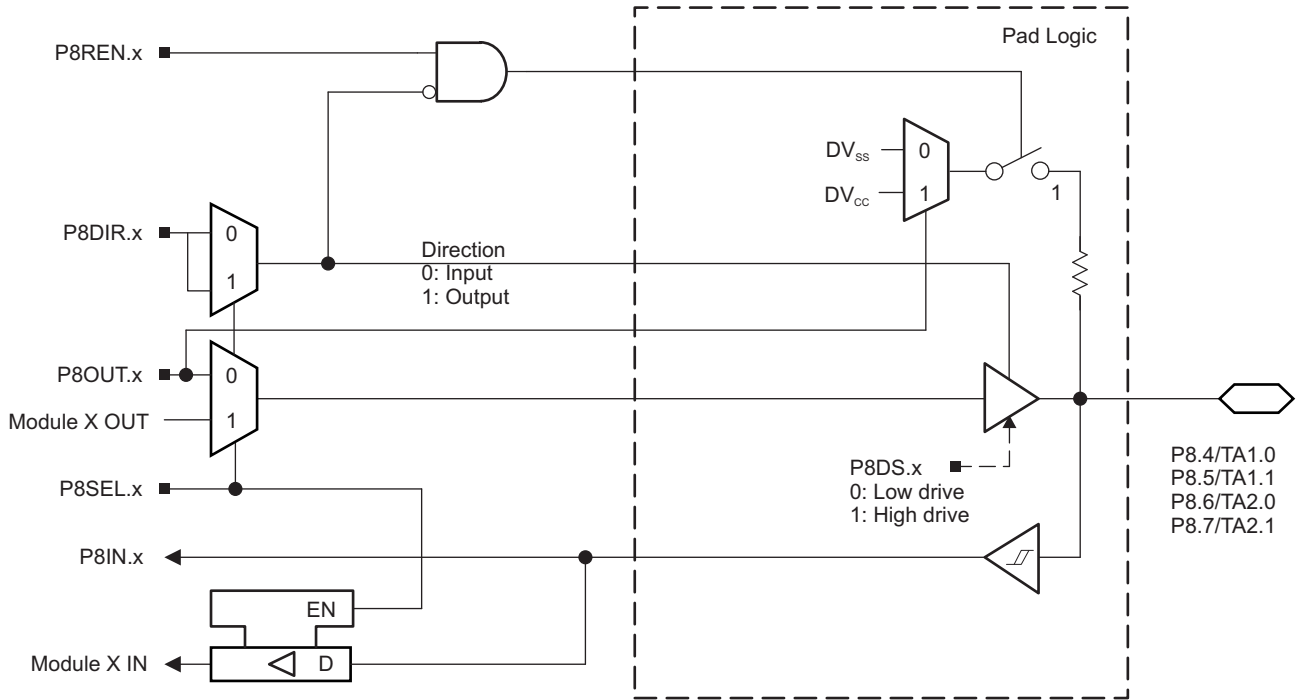 Pad Logic
P8REN.x
DVSS
0
DVCC
1
1
P8DIR.x
0
1
Direction
0: Input
1: Output
P8OUT.x
0
Module X OUT
1
P8DS.x
0: Low drive
1: High drive
P8.4/TA1.0
P8.5/TA1.1
P8.6/TA2.0
P8.7/TA2.1
P8SEL.x
P8IN.x
EN
Module X IN
D